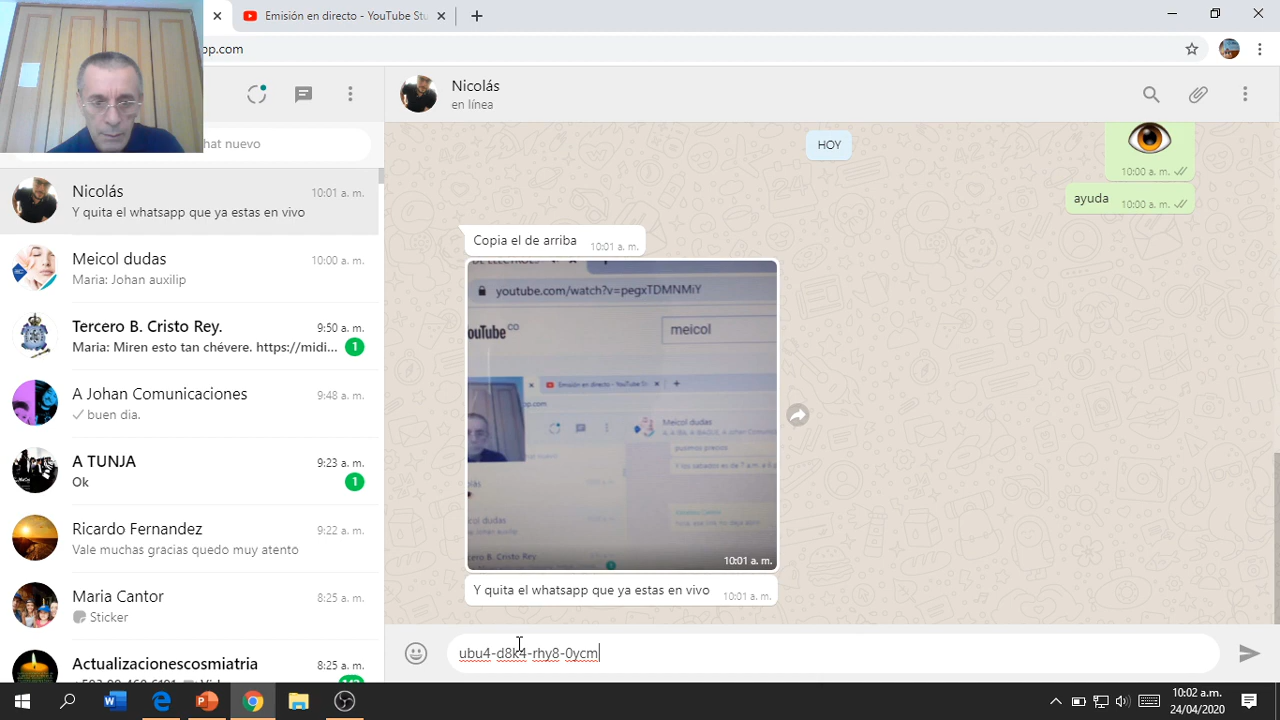 Emisión en directo - YouTube Stu
op.com
hat nuevo
Nicolás
10:01 a. m.
Y quita el whatsapp que ya estas en vivo
Meicol dudas
10:00 a. m.
Maria: Johan auxilip
Tercero B. Cristo Rey.
9:50 a. m.
Maria: Miren esto tan chévere. https://midi...
1
A Johan Comunicaciones
9:48 a. m.
buen dia.
A TUNJA
9:23 a. m.
Ok
1
Ricardo Fernandez
9:22 a. m.
Vale muchas gracias quedo muy atento
Maria Cantor
8:25 a. m.
Sticker
Actualizacionescosmiatria
8:25 a. m.
Nicolás
en línea
HOY
10:00 a. m.
ayuda
10:00 a. m.
Copia el de arriba
10:01 a. m.
youtube.com/watch?v=pegxTDMNMiY
ouTube CO
meicol
Emisión en directo - YouTube St
pp.com
Meicol dudas
10:01 a. m.
Y quita el whatsapp que ya estas en vivo
10:01 a. m.
ubu4-d8k4-rhy8-0ycm
10:02 a.m.
24/04/2020